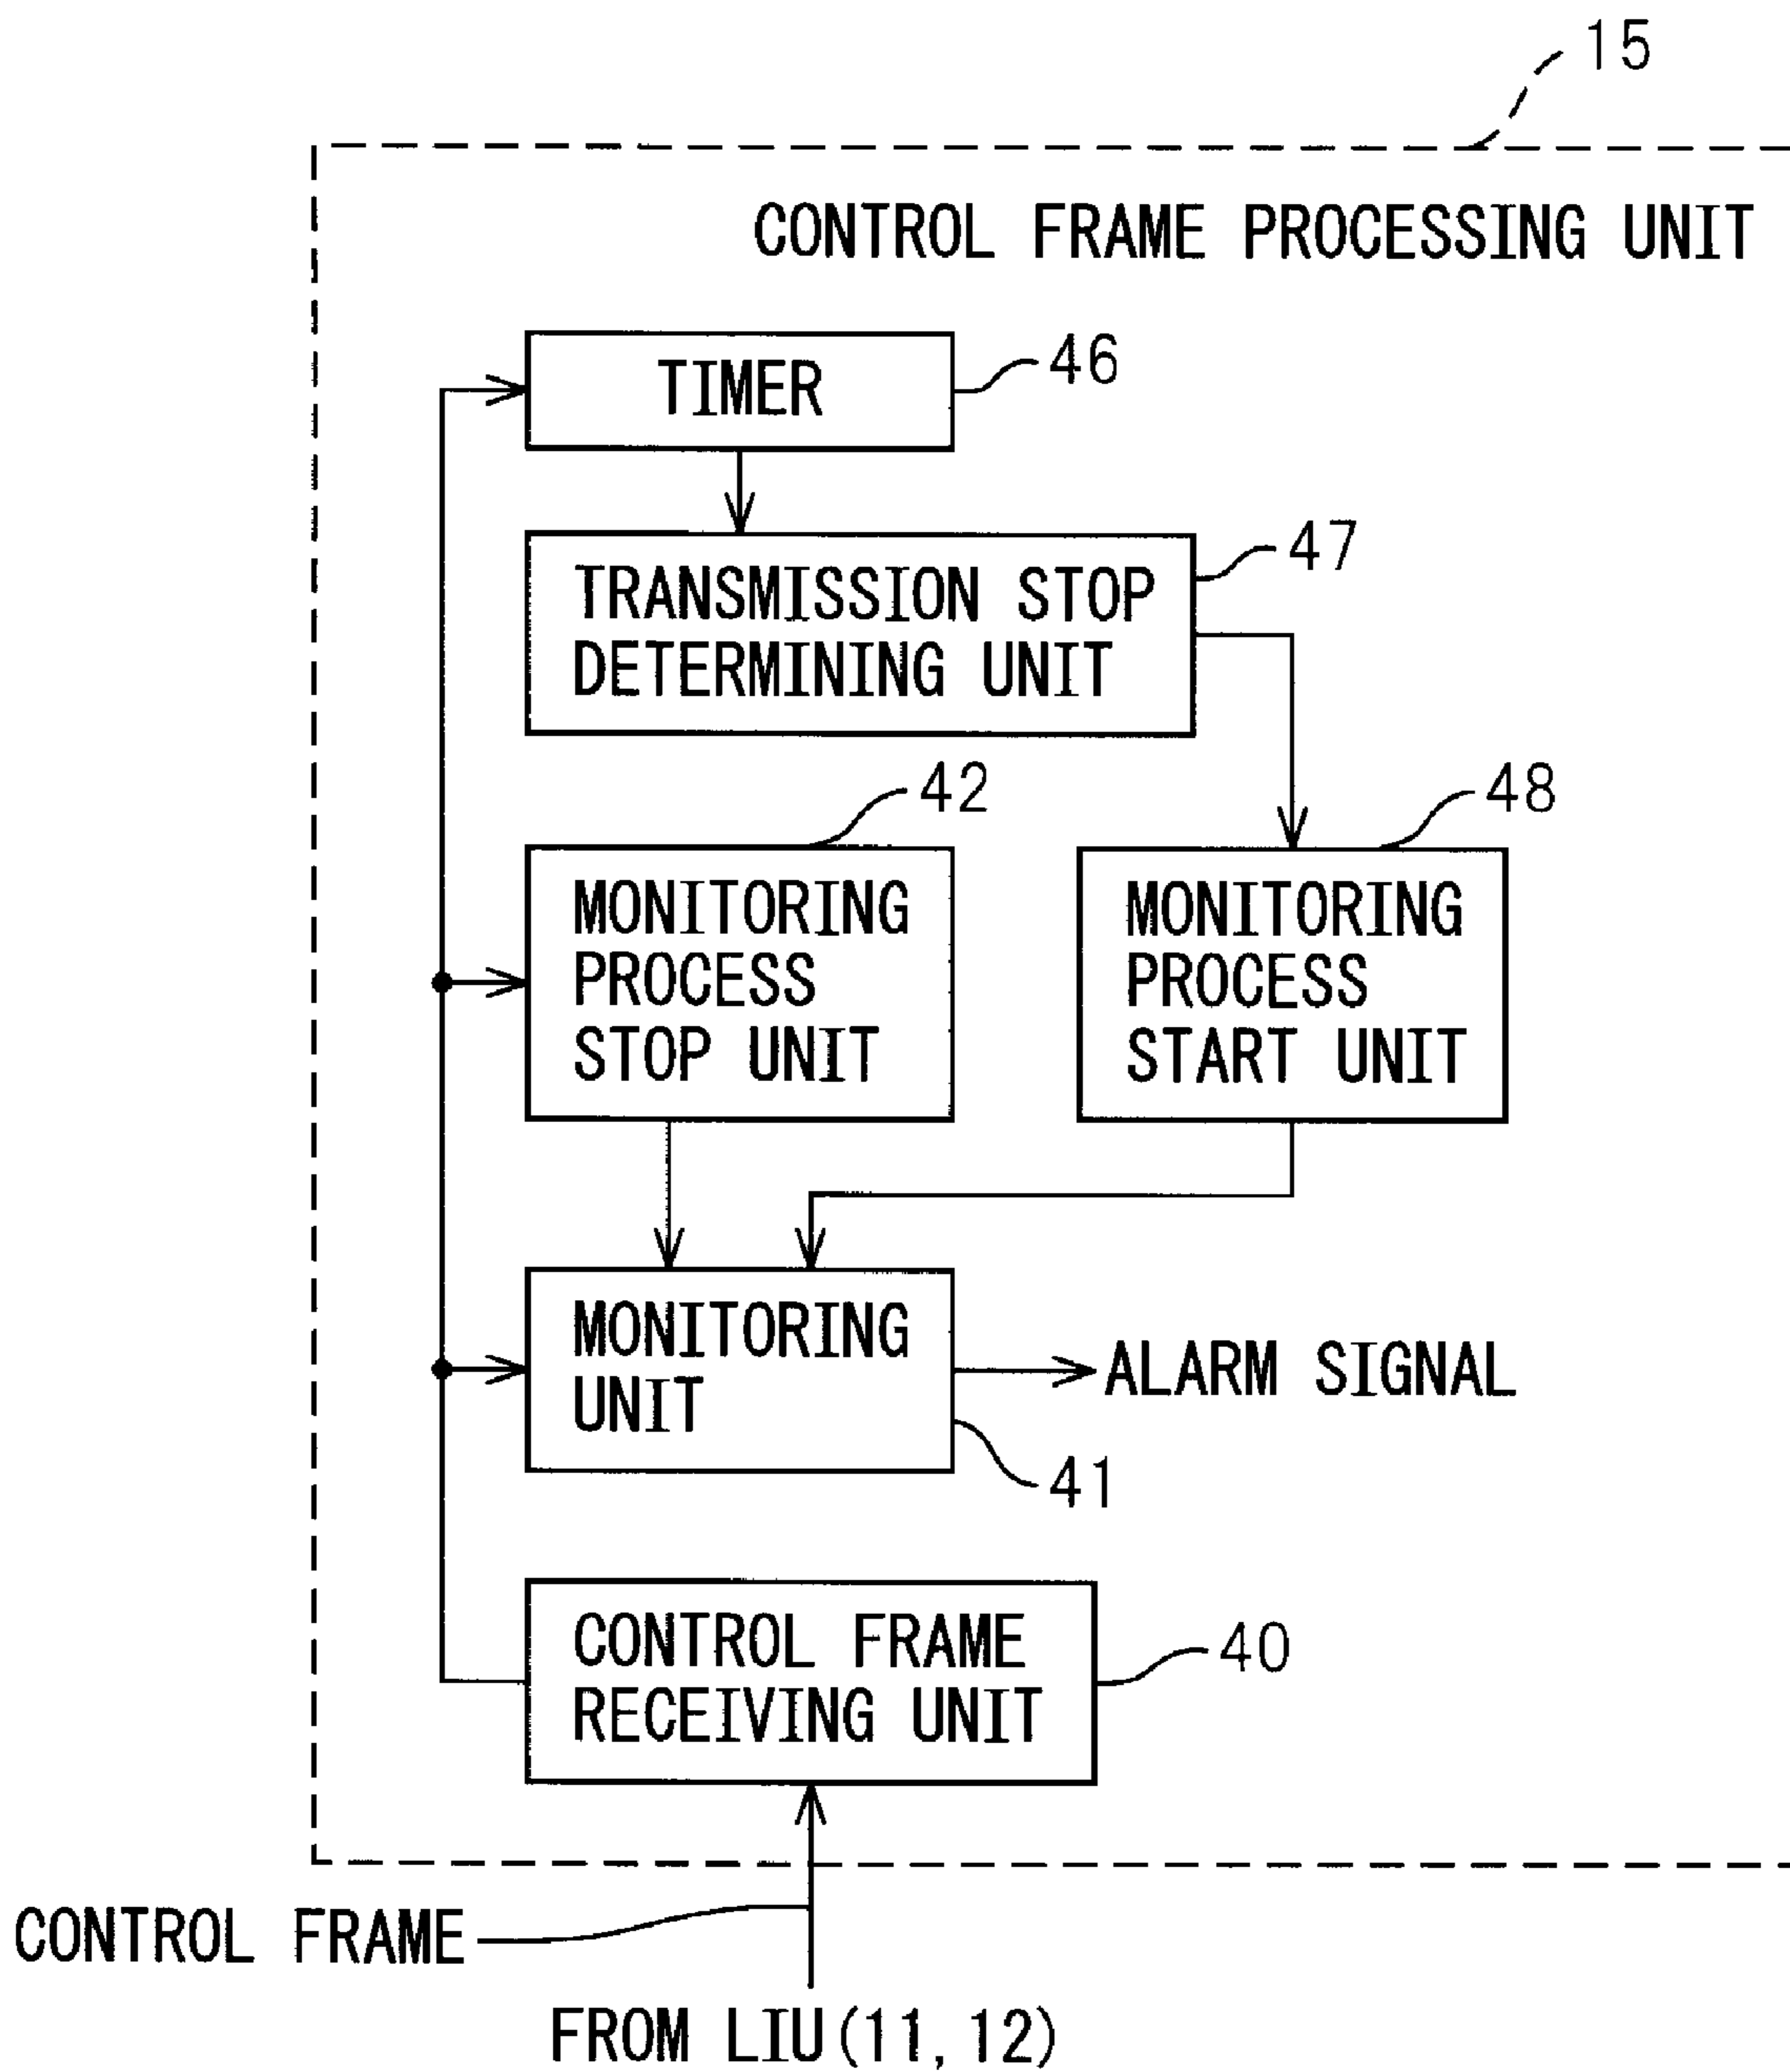 15
CONTROL FRAME PROCESSING UNIT
TIMER
46
TRANSMISSION STOP
DETERMINING UNIT
47
42
48
MONITORING
PROCESS
STOP UNIT
MONITORING
PROCESS
START UNIT
MONITORING
UNIT
ALARM SIGNAL
41
CONTROL FRAME
RECEIVING UNIT
40
CONTROL FRAME
FROM LIU(11, 12)